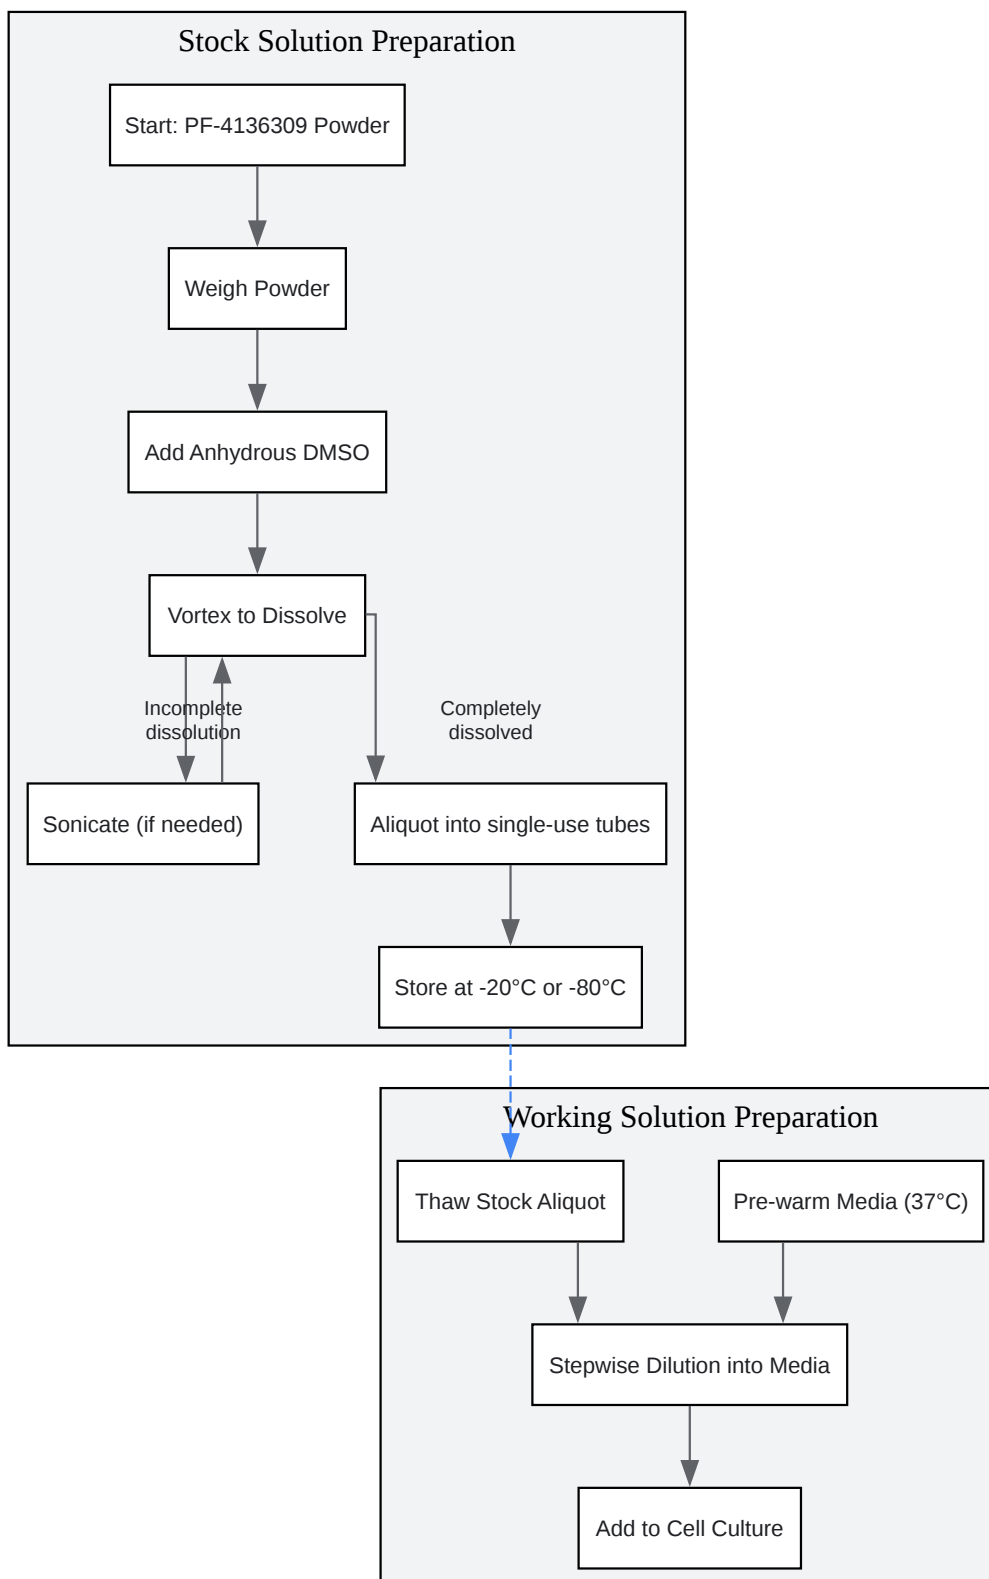 Stock Solution Preparation
Start: PF-4136309 Powder
Weigh Powder
Add Anhydrous DMSO
Vortex to Dissolve
Incomplete
dissolution
Completely
dissolved
Sonicate (if needed)
Aliquot into single-use tubes
Store at -20°C or -80°C
Working Solution Preparation
Thaw Stock Aliquot
Pre-warm Media (37°C)
Stepwise Dilution into Media
Add to Cell Culture